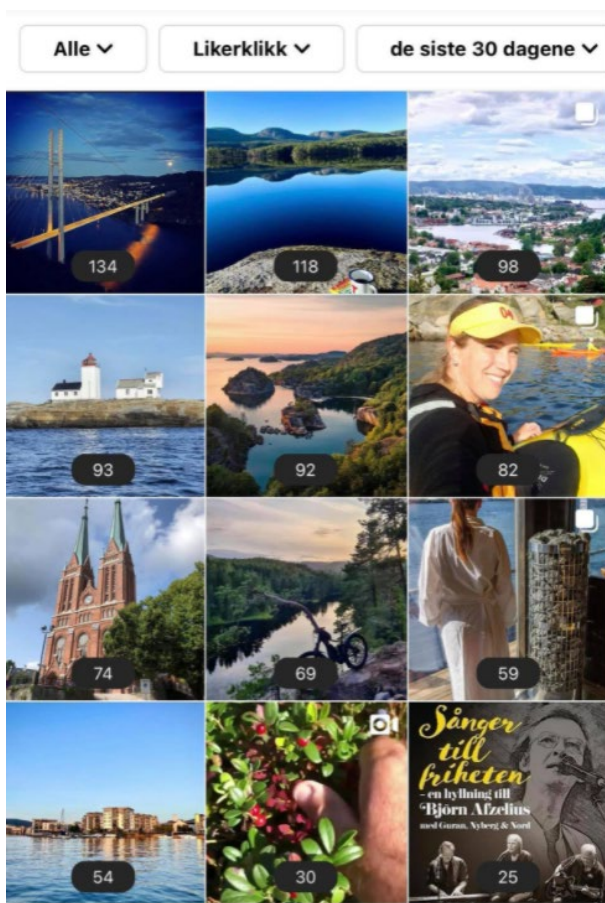 Alle
Likerklikk
de siste 30 dagene
134
118
98
93
92
82
74
69
59
54
30
Sånger
till
friheten
– en hyllning till
Björn Afzelius
med Guran, Nyberg & Nord
25